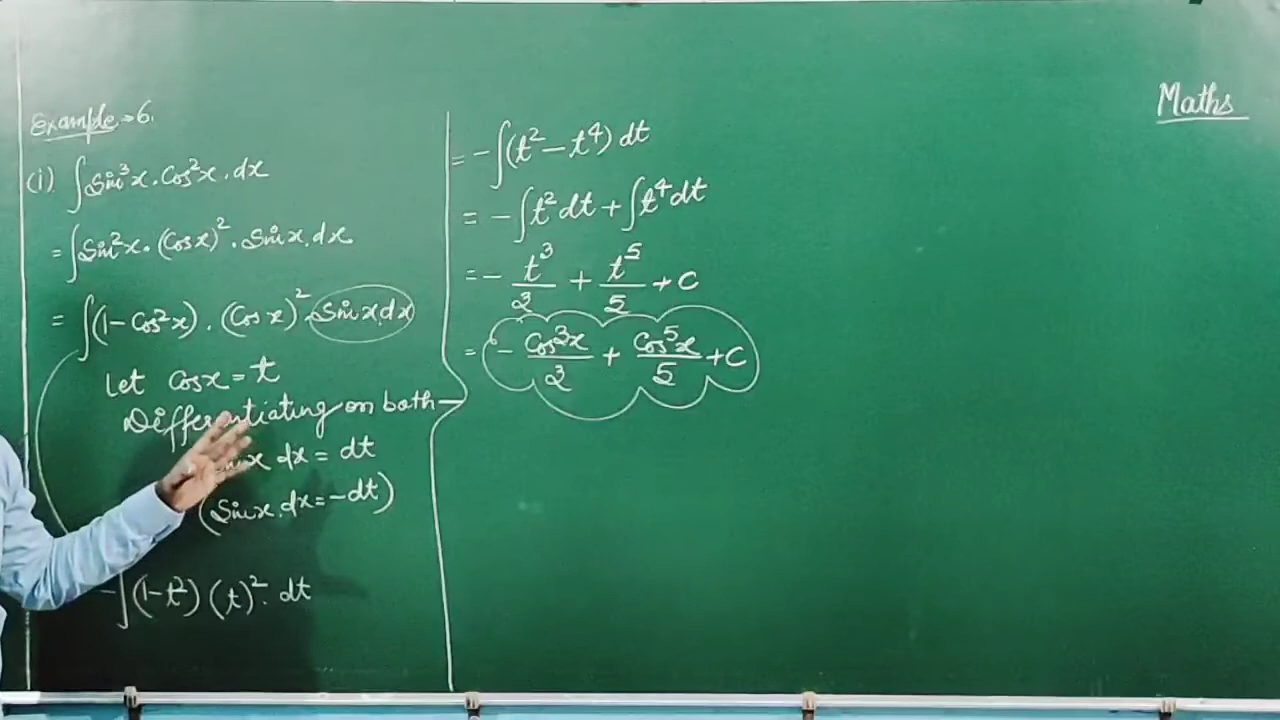 Maths
Example → 6.
(i) ∫ Sin³x . Cos²x . dx
= ∫ Sin²x . (Cos x)² . Sin x . dx
= ∫ (1 - Cos²x) . (Cos x)² Sin x . dx
Let Cos x = t
Differentiating on both
dx = dt
(Sin x . dx = -dt)
- ∫ (1 - t²) (t)² . dt
= - ∫ (t² - t⁴) dt
= - ∫ t² dt + ∫ t⁴ dt
= - t³/3 + t⁵/5 + C
= - Cos³x/3 + Cos⁵x/5 + C